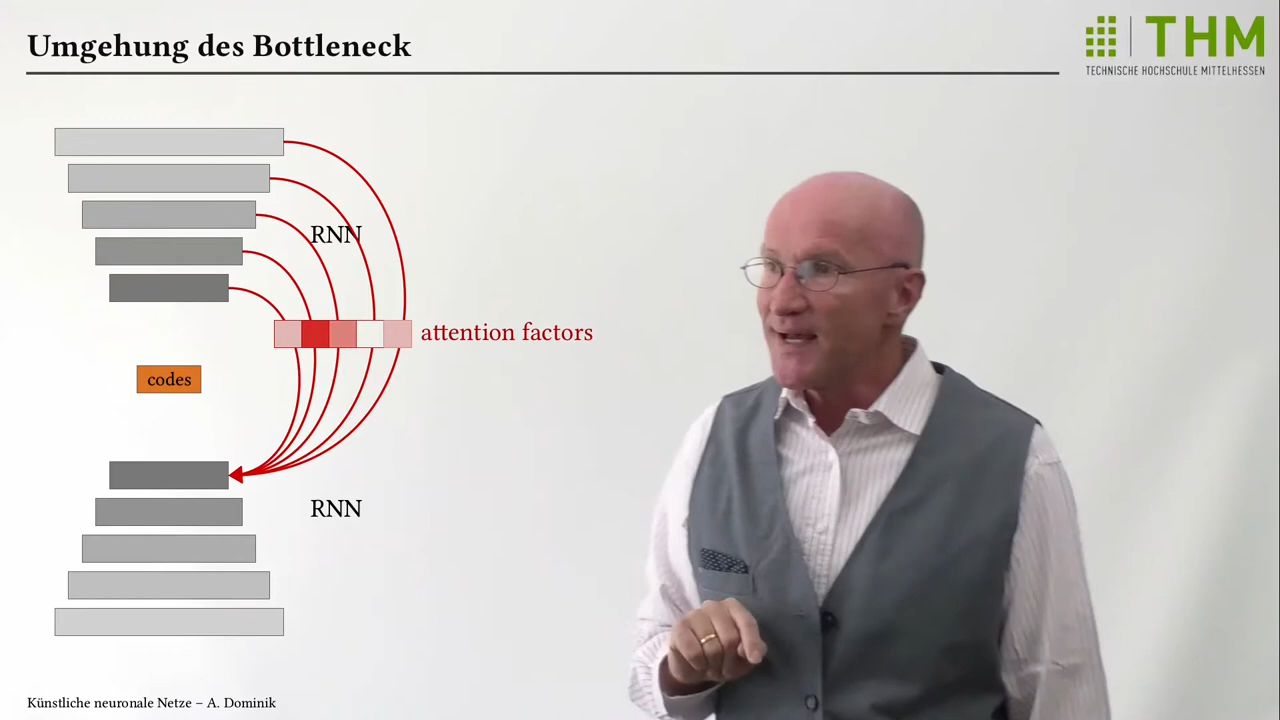 Umgehung des Bottleneck
THM
TECHNISCHE HOCHSCHULE MITTELHESSEN
RNN
attention factors
codes
RNN
Künstliche neuronale Netze – A. Dominik